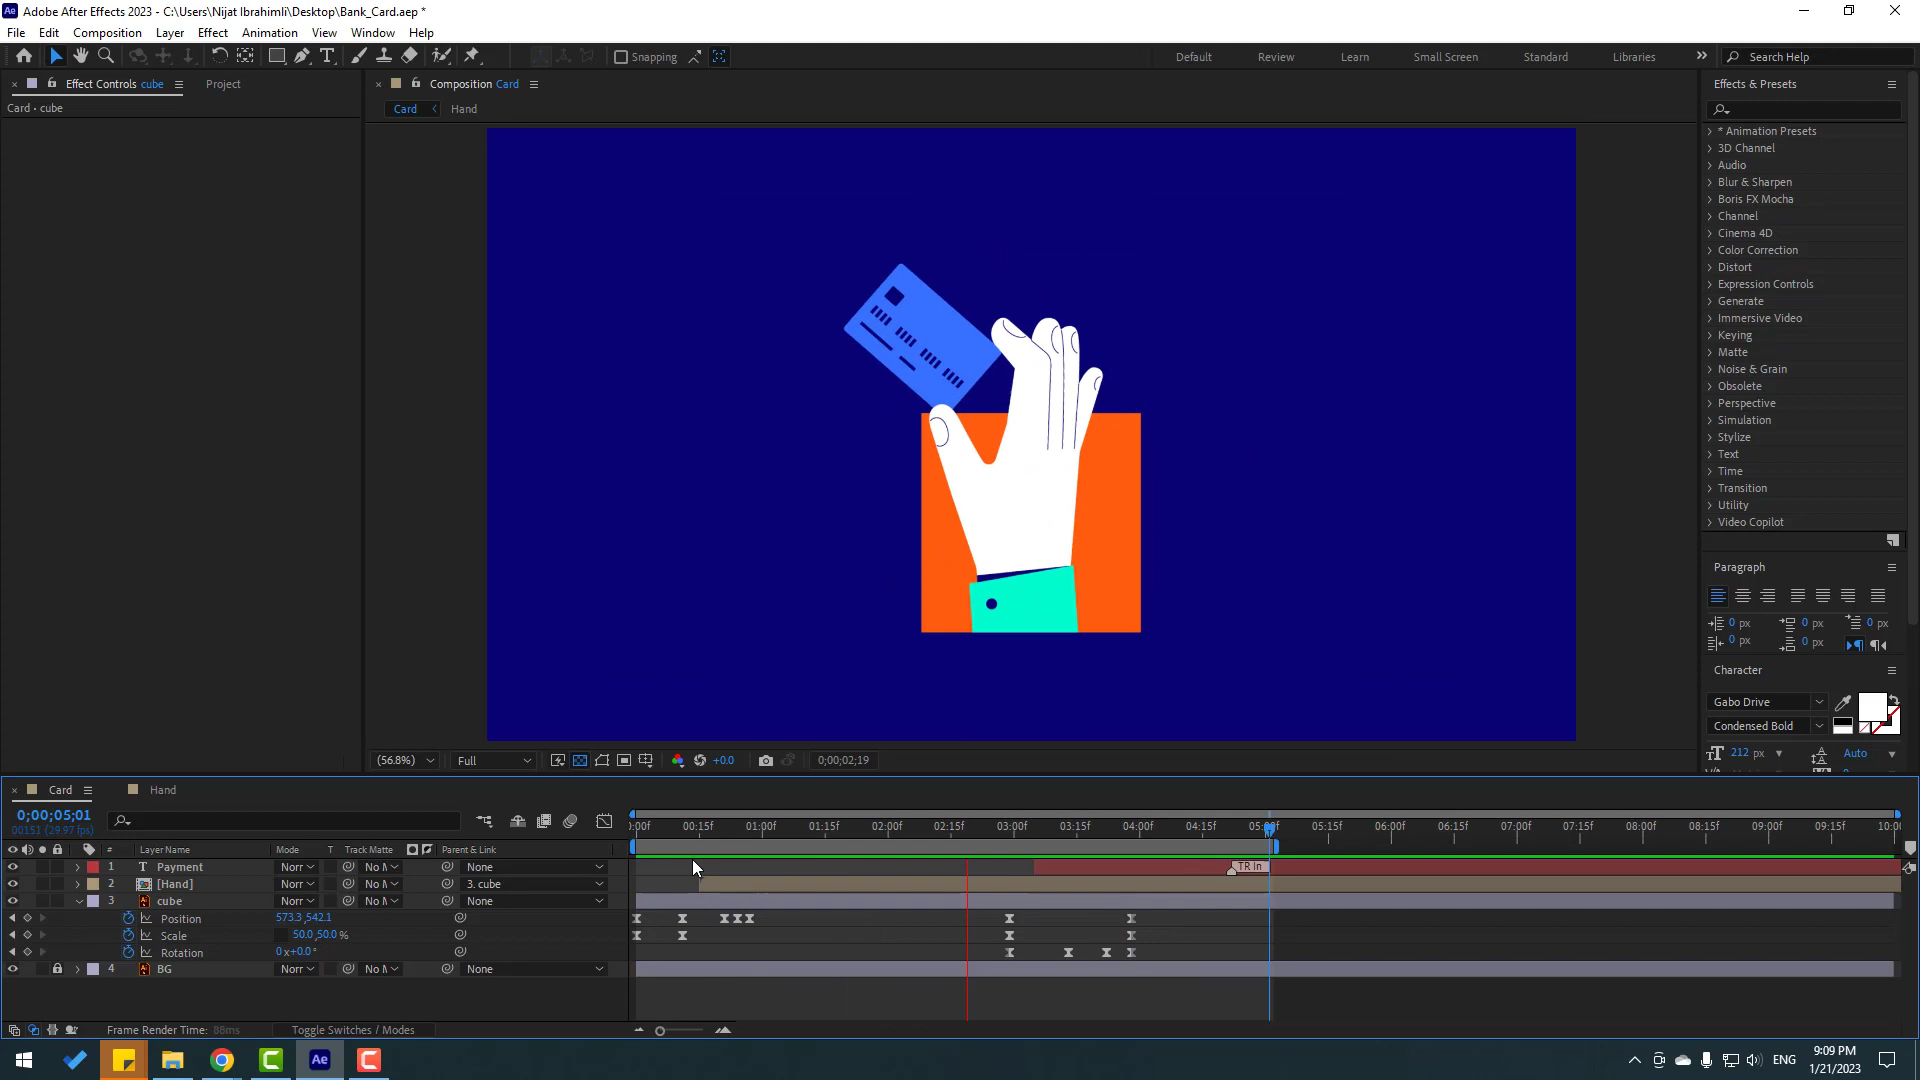 Adobe After Effects 2023 - C:\Users\Nijat Ibrahimli\Desktop\Bank_Card.aep *
File Edit Composition Layer Effect Animation View Window Help
Snapping Default Review Learn Small Screen Standard Libraries Search Help
Effect Controls cube Project
Card • cube
Composition Card
Card Hand
Effects & Presets
* Animation Presets
3D Channel
Audio
Blur & Sharpen
Boris FX Mocha
Channel
Cinema 4D
Color Correction
Distort
Expression Controls
Generate
Immersive Video
Keying
Matte
Noise & Grain
Obsolete
Perspective
Simulation
Stylize
Text
Time
Transition
Utility
Video Copilot
Paragraph
0 px 0 px 0 px
0 px 0 px
Character
Gabo Drive
Condensed Bold
212 px Auto
(56.8%) Full +0.0 0;00;02;19
Card Hand
0;00;05;01
00151 (29.97 fps)
:00f 00:15f 01:00f 01:15f 02:00f 02:15f 03:00f 03:15f 04:00f 04:15f 05:00f 05:15f 06:00f 06:15f 07:00f 07:15f 08:00f 08:15f 09:00f 09:15f 10:00
# Layer Name Mode T Track Matte Parent & Link
1 T Payment Norr No M None TR In
2 [Hand] Norr No M 3. cube
3 cube Norr No M None
Position 573.3,542.1
Scale 50.0,50.0 %
Rotation 0x+0.0°
4 BG Norr No M None
Frame Render Time: 88ms Toggle Switches / Modes
Ae ENG 9:09 PM
1/21/2023